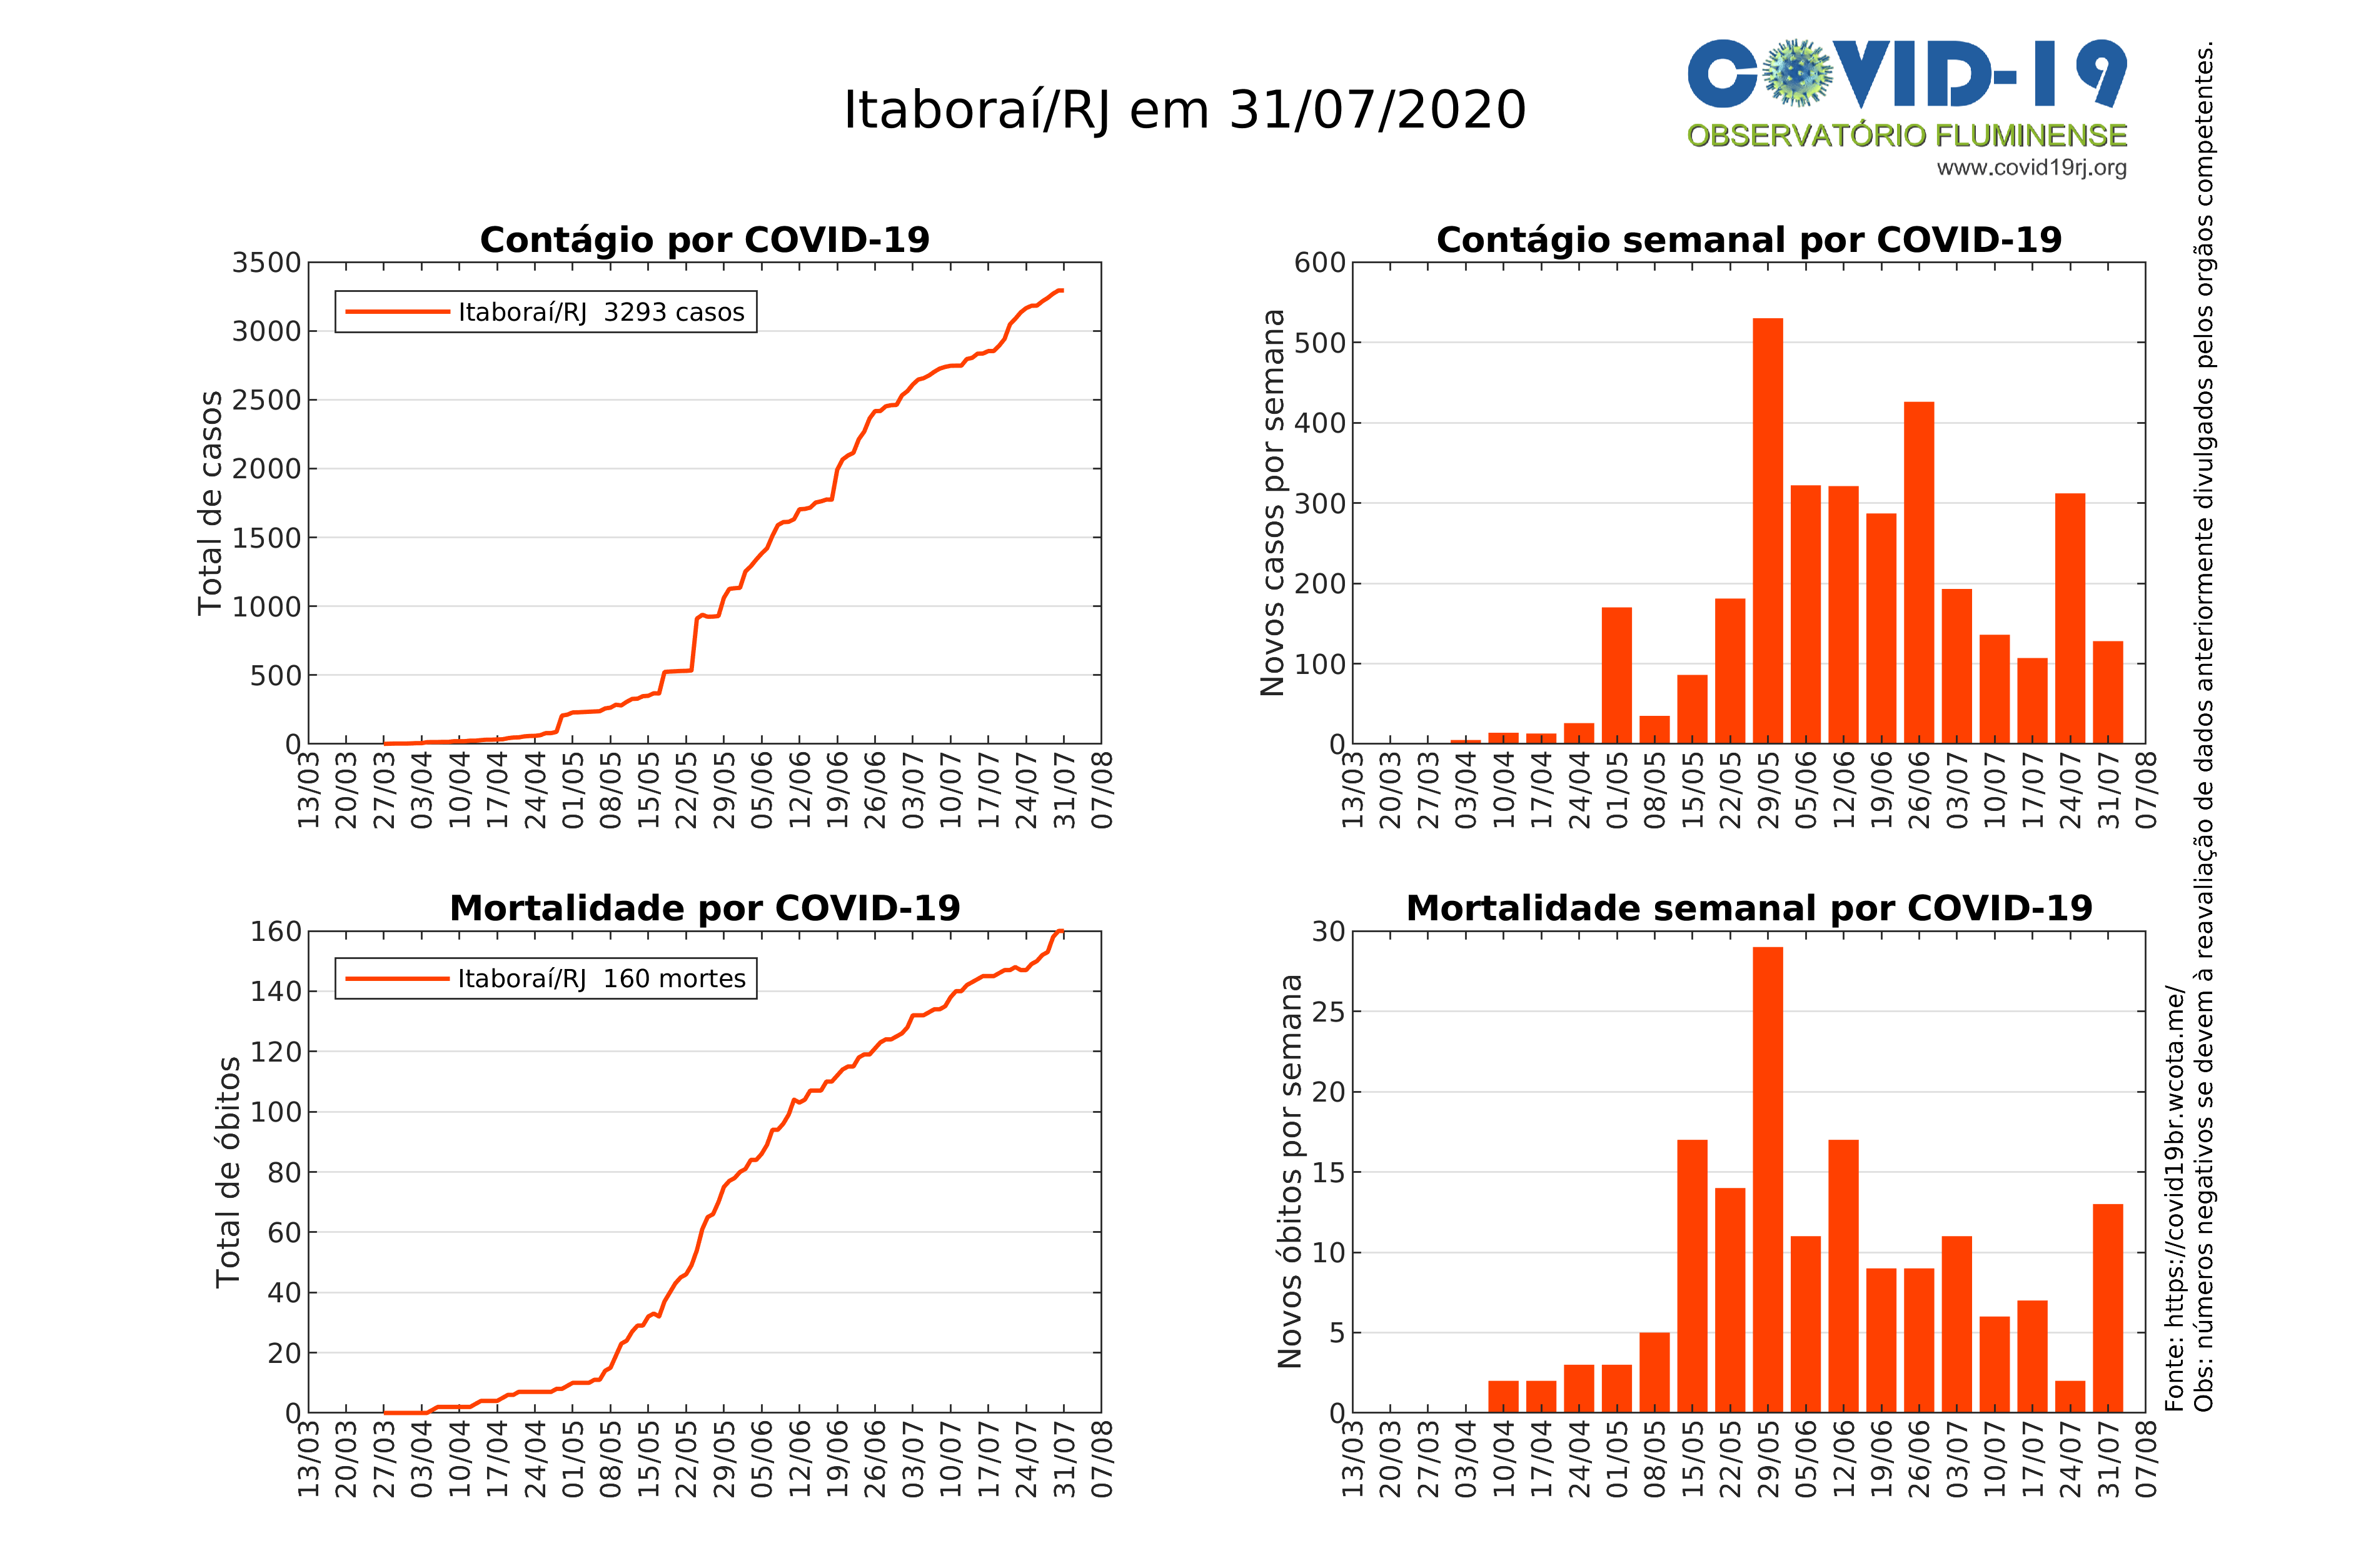 Itaboraí/RJ em 31/07/2020
COVID-19
OBSERVATÓRIO FLUMINENSE
www.covid19rj.org
Contágio por COVID-19
Total de casos
3500
3000
2500
2000
1500
1000
500
0
Itaboraí/RJ 3293 casos
13/03 20/03 27/03 03/04 10/04 17/04 24/04 01/05 08/05 15/05 22/05 29/05 05/06 12/06 19/06 26/06 03/07 10/07 17/07 24/07 31/07 07/08
Contágio semanal por COVID-19
Novos casos por semana
600
500
400
300
200
100
0
13/03 20/03 27/03 03/04 10/04 17/04 24/04 01/05 08/05 15/05 22/05 29/05 05/06 12/06 19/06 26/06 03/07 10/07 17/07 24/07 31/07 07/08
Mortalidade por COVID-19
Total de óbitos
160
140
120
100
80
60
40
20
0
Itaboraí/RJ 160 mortes
13/03 20/03 27/03 03/04 10/04 17/04 24/04 01/05 08/05 15/05 22/05 29/05 05/06 12/06 19/06 26/06 03/07 10/07 17/07 24/07 31/07 07/08
Mortalidade semanal por COVID-19
Novos óbitos por semana
30
25
20
15
10
5
0
13/03 20/03 27/03 03/04 10/04 17/04 24/04 01/05 08/05 15/05 22/05 29/05 05/06 12/06 19/06 26/06 03/07 10/07 17/07 24/07 31/07 07/08
Fonte: https://covid19br.wcota.me/
Obs: números negativos se devem à reavaliação de dados anteriormente divulgados pelos orgãos competentes.